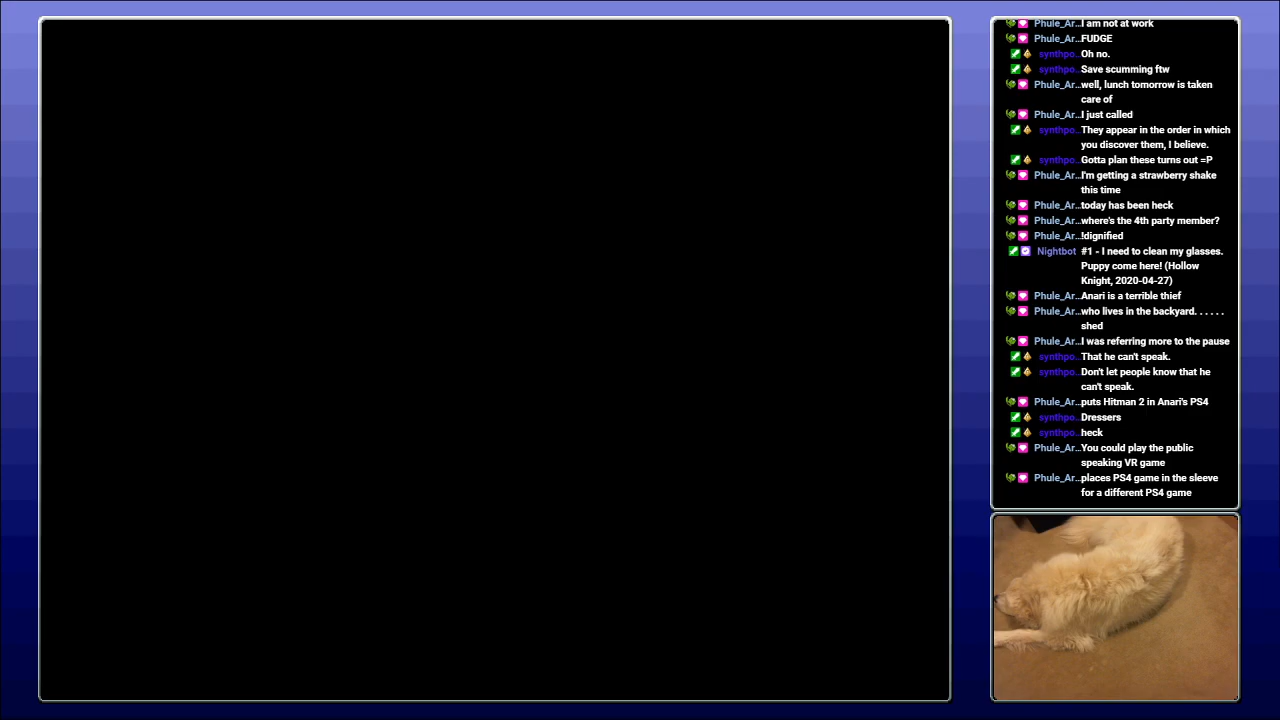 Phule_Ar... I am not at work
Phule_Ar... FUDGE
synthpo.. Oh no.
synthpo.. Save scumming ftw
Phule_Ar... well, lunch tomorrow is taken
care of
Phule_Ar... I just called
synthpo.. They appear in the order in which
you discover them, I believe.
synthpo.. Gotta plan these turns out =P
Phule_Ar... I'm getting a strawberry shake
this time
Phule_Ar... today has been heck
Phule_Ar... where's the 4th party member?
Phule_Ar... !dignified
Nightbot #1 - I need to clean my glasses.
Puppy come here! (Hollow
Knight, 2020-04-27)
Phule_Ar... Anari is a terrible thief
Phule_Ar... who lives in the backyard. . . . . .
shed
Phule_Ar... I was referring more to the pause
synthpo.. That he can't speak.
synthpo.. Don't let people know that he
can't speak.
Phule_Ar... puts Hitman 2 in Anari's PS4
synthpo.. Dressers
synthpo.. heck
Phule_Ar... You could play the public
speaking VR game
Phule_Ar... places PS4 game in the sleeve
for a different PS4 game